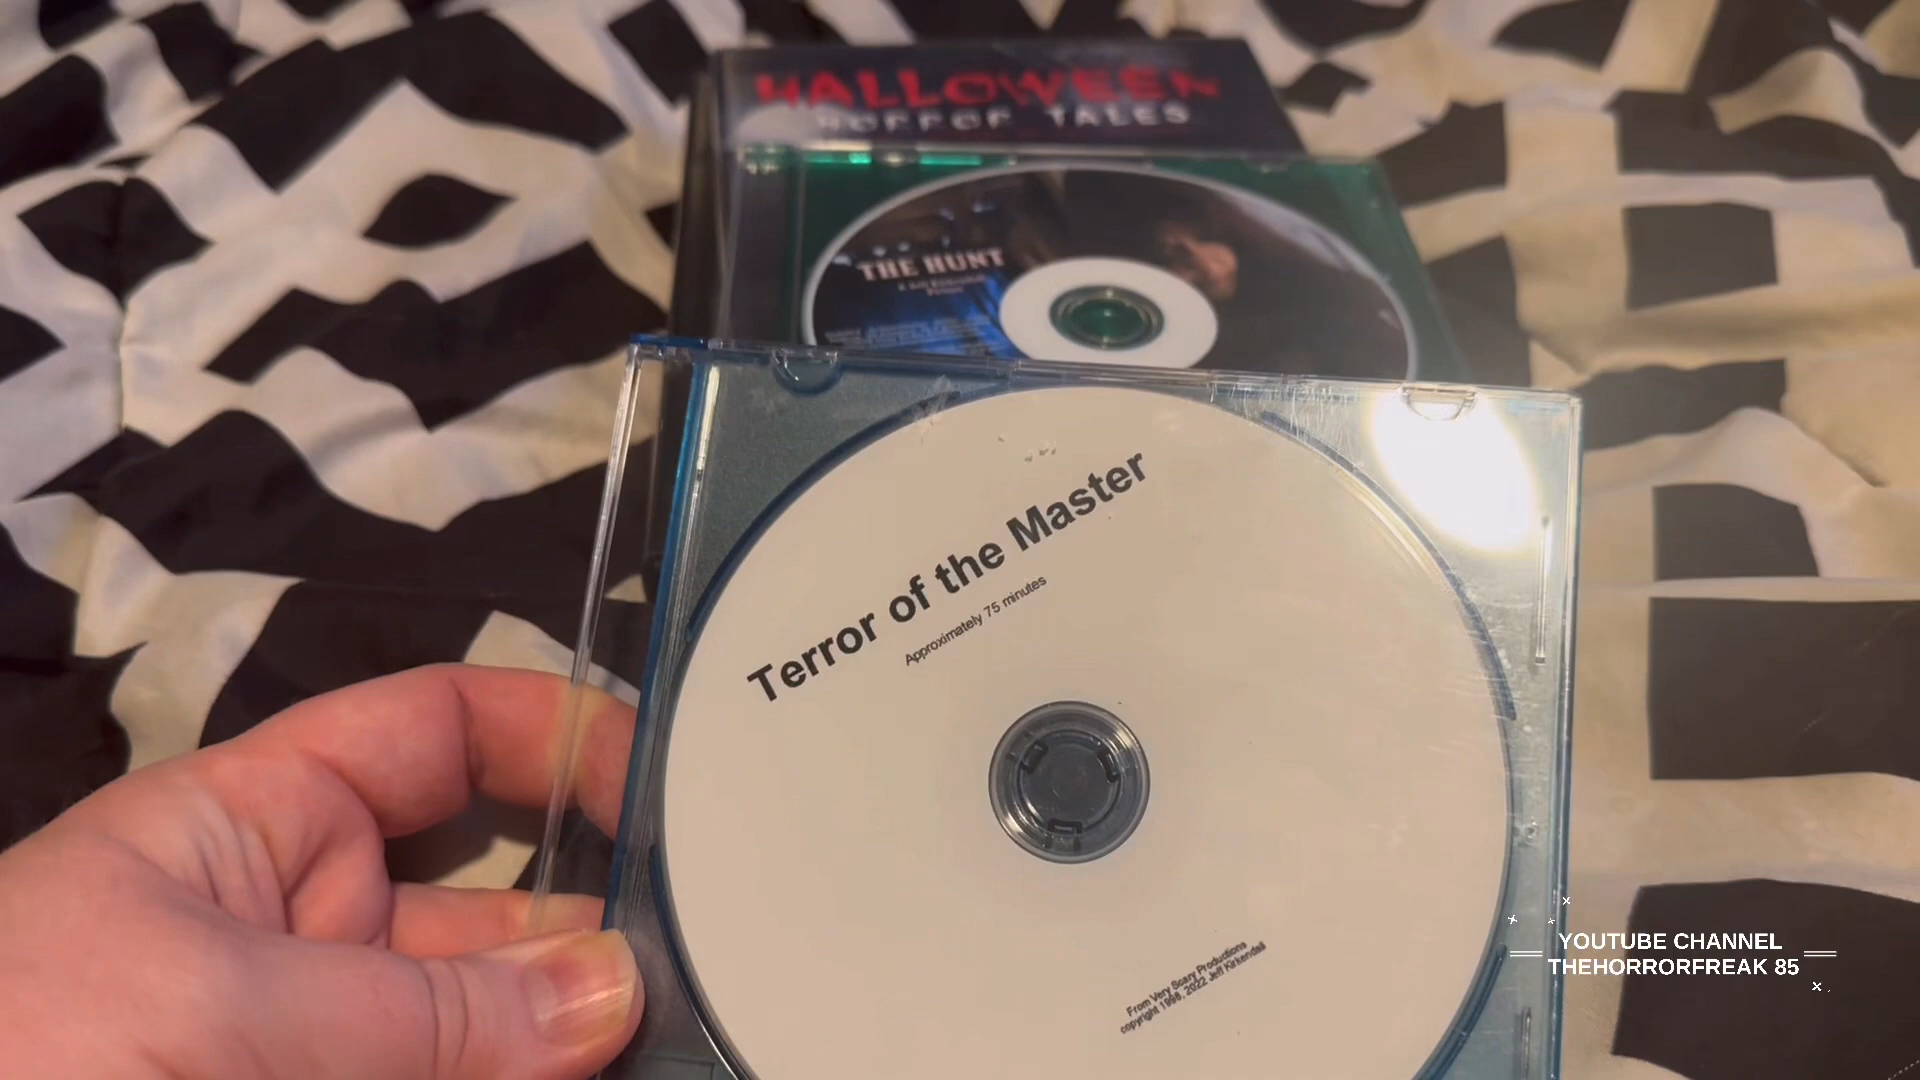 HALLOWEEN
HORROR TALES
THE HUNT
Terror of the Master
Approximately 75 minutes
From Very Scary Productions
copyright 1998, 2022 Jeff Kirkendall
YOUTUBE CHANNEL
THEHORRORFREAK 85